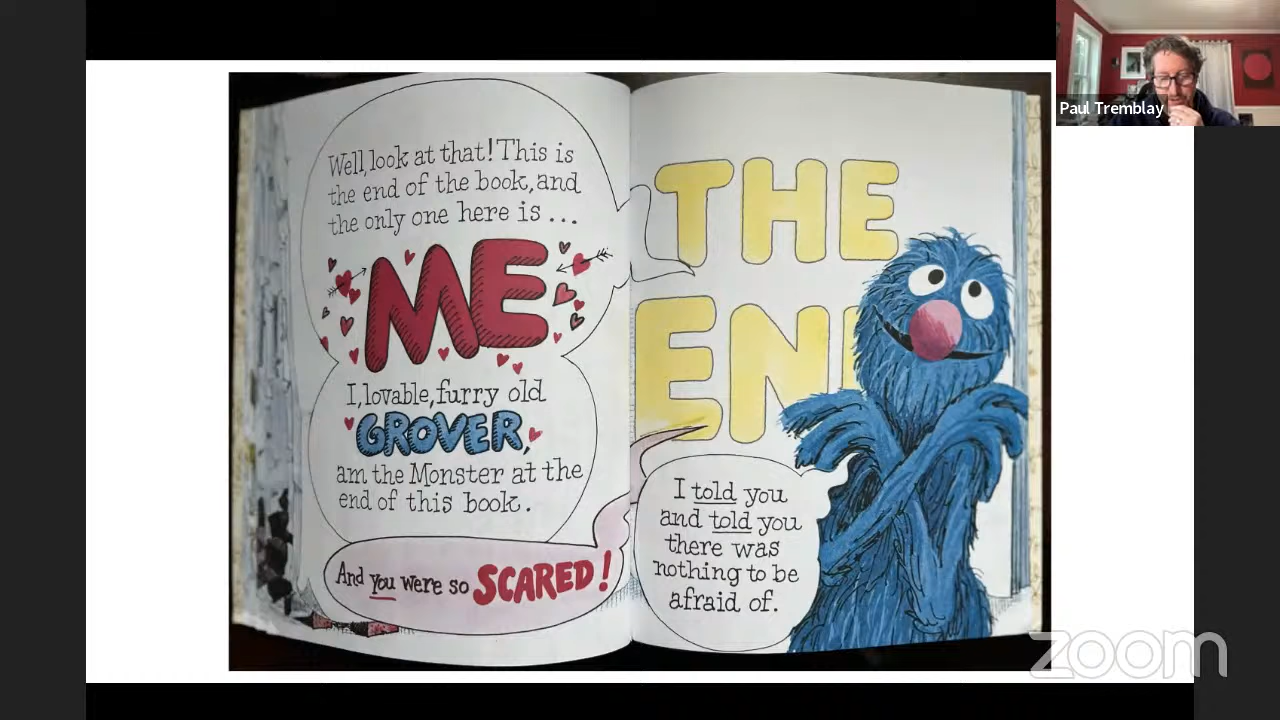 Well, look at that! This is
the end of the book, and
the only one here is ...
ME
I, lovable, furry old
GROVER,
am the Monster at the
end of this book.
And you were so SCARED!
THE
EN
I told you
and told you
there was
nothing to be
afraid of.
Paul Tremblay
zoom